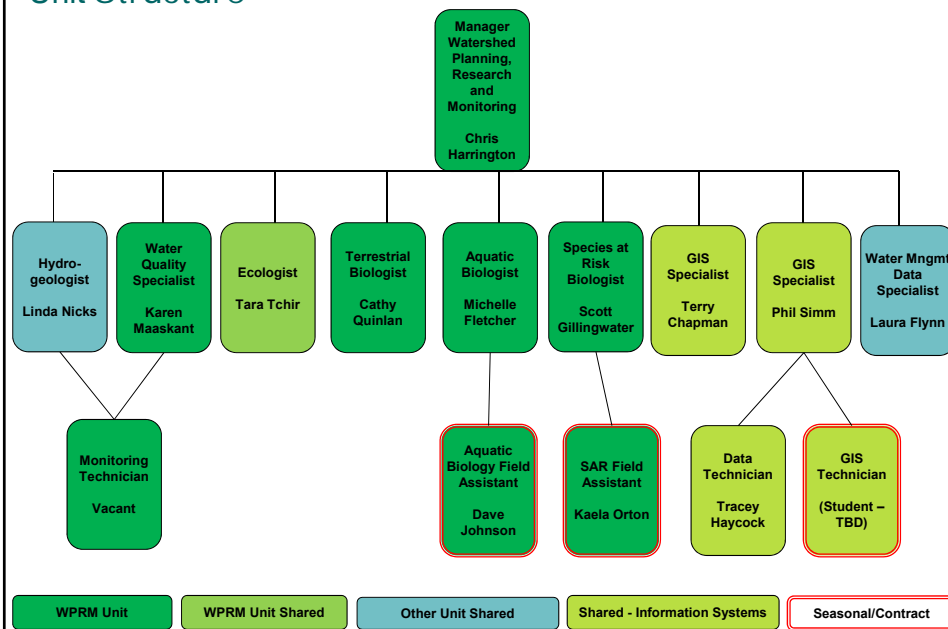 Unit Structure
Manager
Watershed
Planning,
Research
and
Monitoring
Chris
Harrington
Hydro-
geologist
Linda Nicks
Water
Quality
Specialist
Karen
Maaskant
Ecologist
Tara Tchir
Terrestrial
Biologist
Cathy
Quinlan
Aquatic
Biologist
Michelle
Fletcher
Species at
Risk
Biologist
Scott
Gillingwater
GIS
Specialist
Terry
Chapman
GIS
Specialist
Phil Simm
Water Mngmt
Data
Specialist
Laura Flynn
Monitoring
Technician
Vacant
Aquatic
Biology Field
Assistant
Dave
Johnson
SAR Field
Assistant
Kaela Orton
Data
Technician
Tracey
Haycock
GIS
Technician
(Student –
TBD)
WPRM Unit
WPRM Unit Shared
Other Unit Shared
Shared - Information Systems
Seasonal/Contract